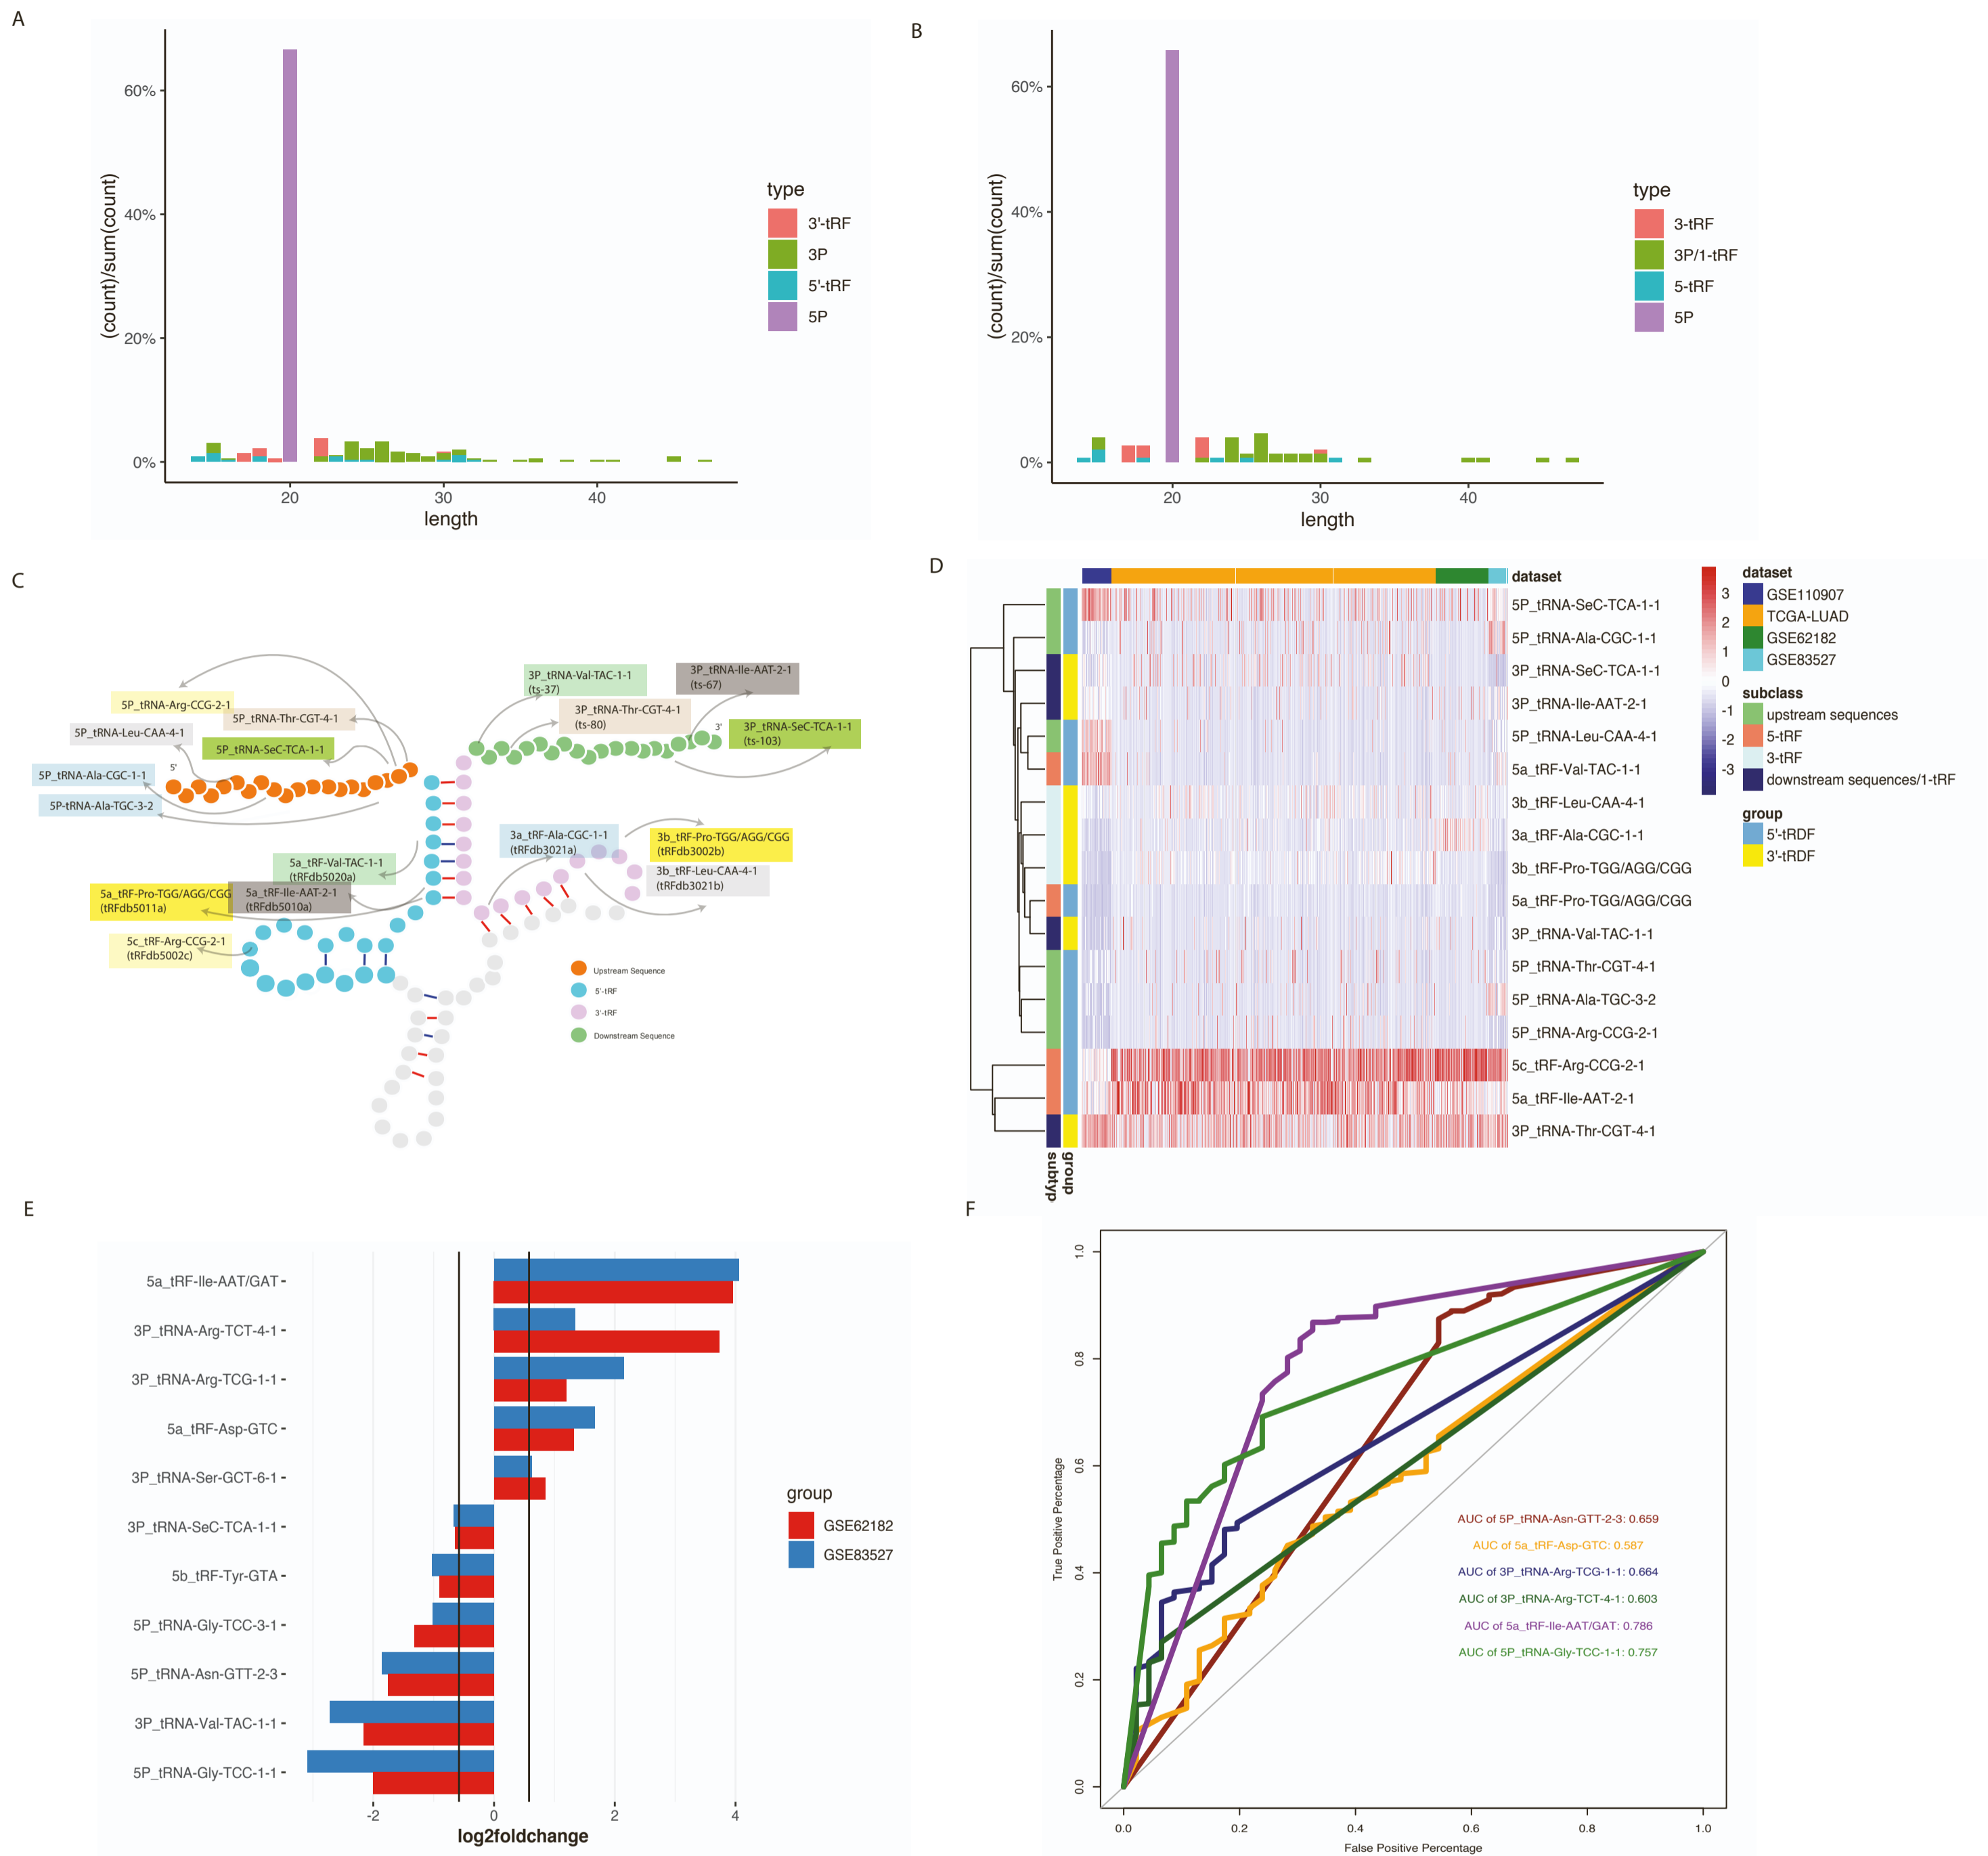 A
(count)/sum(count)
60%
40%
20%
0%
20
30
40
length
type
3'-tRF
3P
5'-tRF
5P
B
(count)/sum(count)
60%
40%
20%
0%
20
30
40
length
type
3-tRF
3P/1-tRF
5-tRF
5P
C
5P_tRNA-Arg-CCG-2-1
5P_tRNA-Thr-CGT-4-1
5P_tRNA-Leu-CAA-4-1
5P_tRNA-SeC-TCA-1-1
5'
5P_tRNA-Ala-CGC-1-1
5P-tRNA-Ala-TGC-3-2
3P_tRNA-Val-TAC-1-1
(ts-37)
3P_tRNA-Ile-AAT-2-1
(ts-67)
3P_tRNA-Thr-CGT-4-1
(ts-80)
3'
3P_tRNA-SeC-TCA-1-1
(ts-103)
3a_tRF-Ala-CGC-1-1
(tRFdb3021a)
3b_tRF-Pro-TGG/AGG/CGG
(tRFdb3002b)
3b_tRF-Leu-CAA-4-1
(tRFdb3021b)
5a_tRF-Val-TAC-1-1
(tRFdb5020a)
5a_tRF-Pro-TGG/AGG/CGG
(tRFdb5011a)
5a_tRF-Ile-AAT-2-1
(tRFdb5010a)
5c_tRF-Arg-CCG-2-1
(tRFdb5002c)
Upstream Sequence
5'-tRF
3'-tRF
Downstream Sequence
D
dataset
5P_tRNA-SeC-TCA-1-1
5P_tRNA-Ala-CGC-1-1
3P_tRNA-SeC-TCA-1-1
3P_tRNA-Ile-AAT-2-1
5P_tRNA-Leu-CAA-4-1
5a_tRF-Val-TAC-1-1
3b_tRF-Leu-CAA-4-1
3a_tRF-Ala-CGC-1-1
3b_tRF-Pro-TGG/AGG/CGG
5a_tRF-Pro-TGG/AGG/CGG
3P_tRNA-Val-TAC-1-1
5P_tRNA-Thr-CGT-4-1
5P_tRNA-Ala-TGC-3-2
5P_tRNA-Arg-CCG-2-1
5c_tRF-Arg-CCG-2-1
5a_tRF-Ile-AAT-2-1
3P_tRNA-Thr-CGT-4-1
subtyp
group
3
2
1
0
-1
-2
-3
dataset
GSE110907
TCGA-LUAD
GSE62182
GSE83527
subclass
upstream sequences
5-tRF
3-tRF
downstream sequences/1-tRF
group
5'-tRDF
3'-tRDF
E
5a_tRF-Ile-AAT/GAT
3P_tRNA-Arg-TCT-4-1
3P_tRNA-Arg-TCG-1-1
5a_tRF-Asp-GTC
3P_tRNA-Ser-GCT-6-1
3P_tRNA-SeC-TCA-1-1
5b_tRF-Tyr-GTA
5P_tRNA-Gly-TCC-3-1
5P_tRNA-Asn-GTT-2-3
3P_tRNA-Val-TAC-1-1
5P_tRNA-Gly-TCC-1-1
-2
0
2
4
log2foldchange
group
GSE62182
GSE83527
F
True Positive Percentage
1.0
0.8
0.6
0.4
0.2
0.0
0.0
0.2
0.4
0.6
0.8
1.0
False Positive Percentage
AUC of 5P_tRNA-Asn-GTT-2-3: 0.659
AUC of 5a_tRF-Asp-GTC: 0.587
AUC of 3P_tRNA-Arg-TCG-1-1: 0.664
AUC of 3P_tRNA-Arg-TCT-4-1: 0.603
AUC of 5a_tRF-Ile-AAT/GAT: 0.786
AUC of 5P_tRNA-Gly-TCC-1-1: 0.757